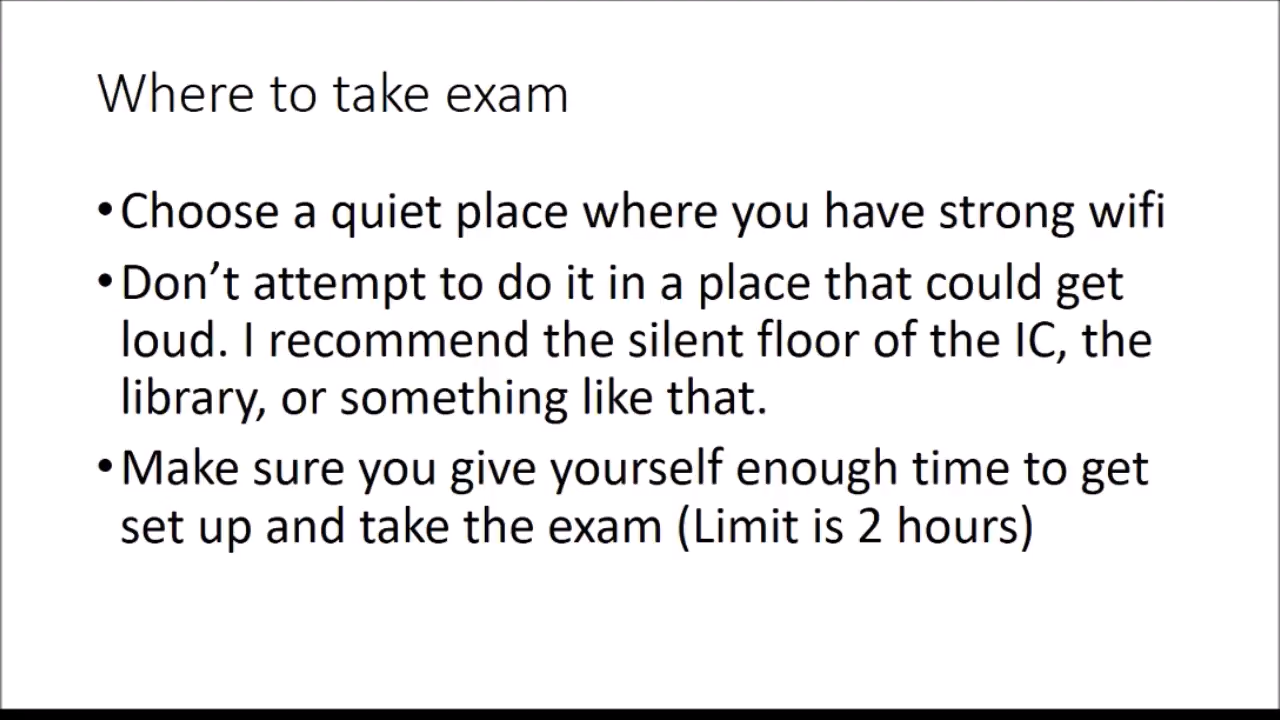 Where to take exam
•Choose a quiet place where you have strong wifi
•Don’t attempt to do it in a place that could get
loud. I recommend the silent floor of the IC, the
library, or something like that.
•Make sure you give yourself enough time to get
set up and take the exam (Limit is 2 hours)